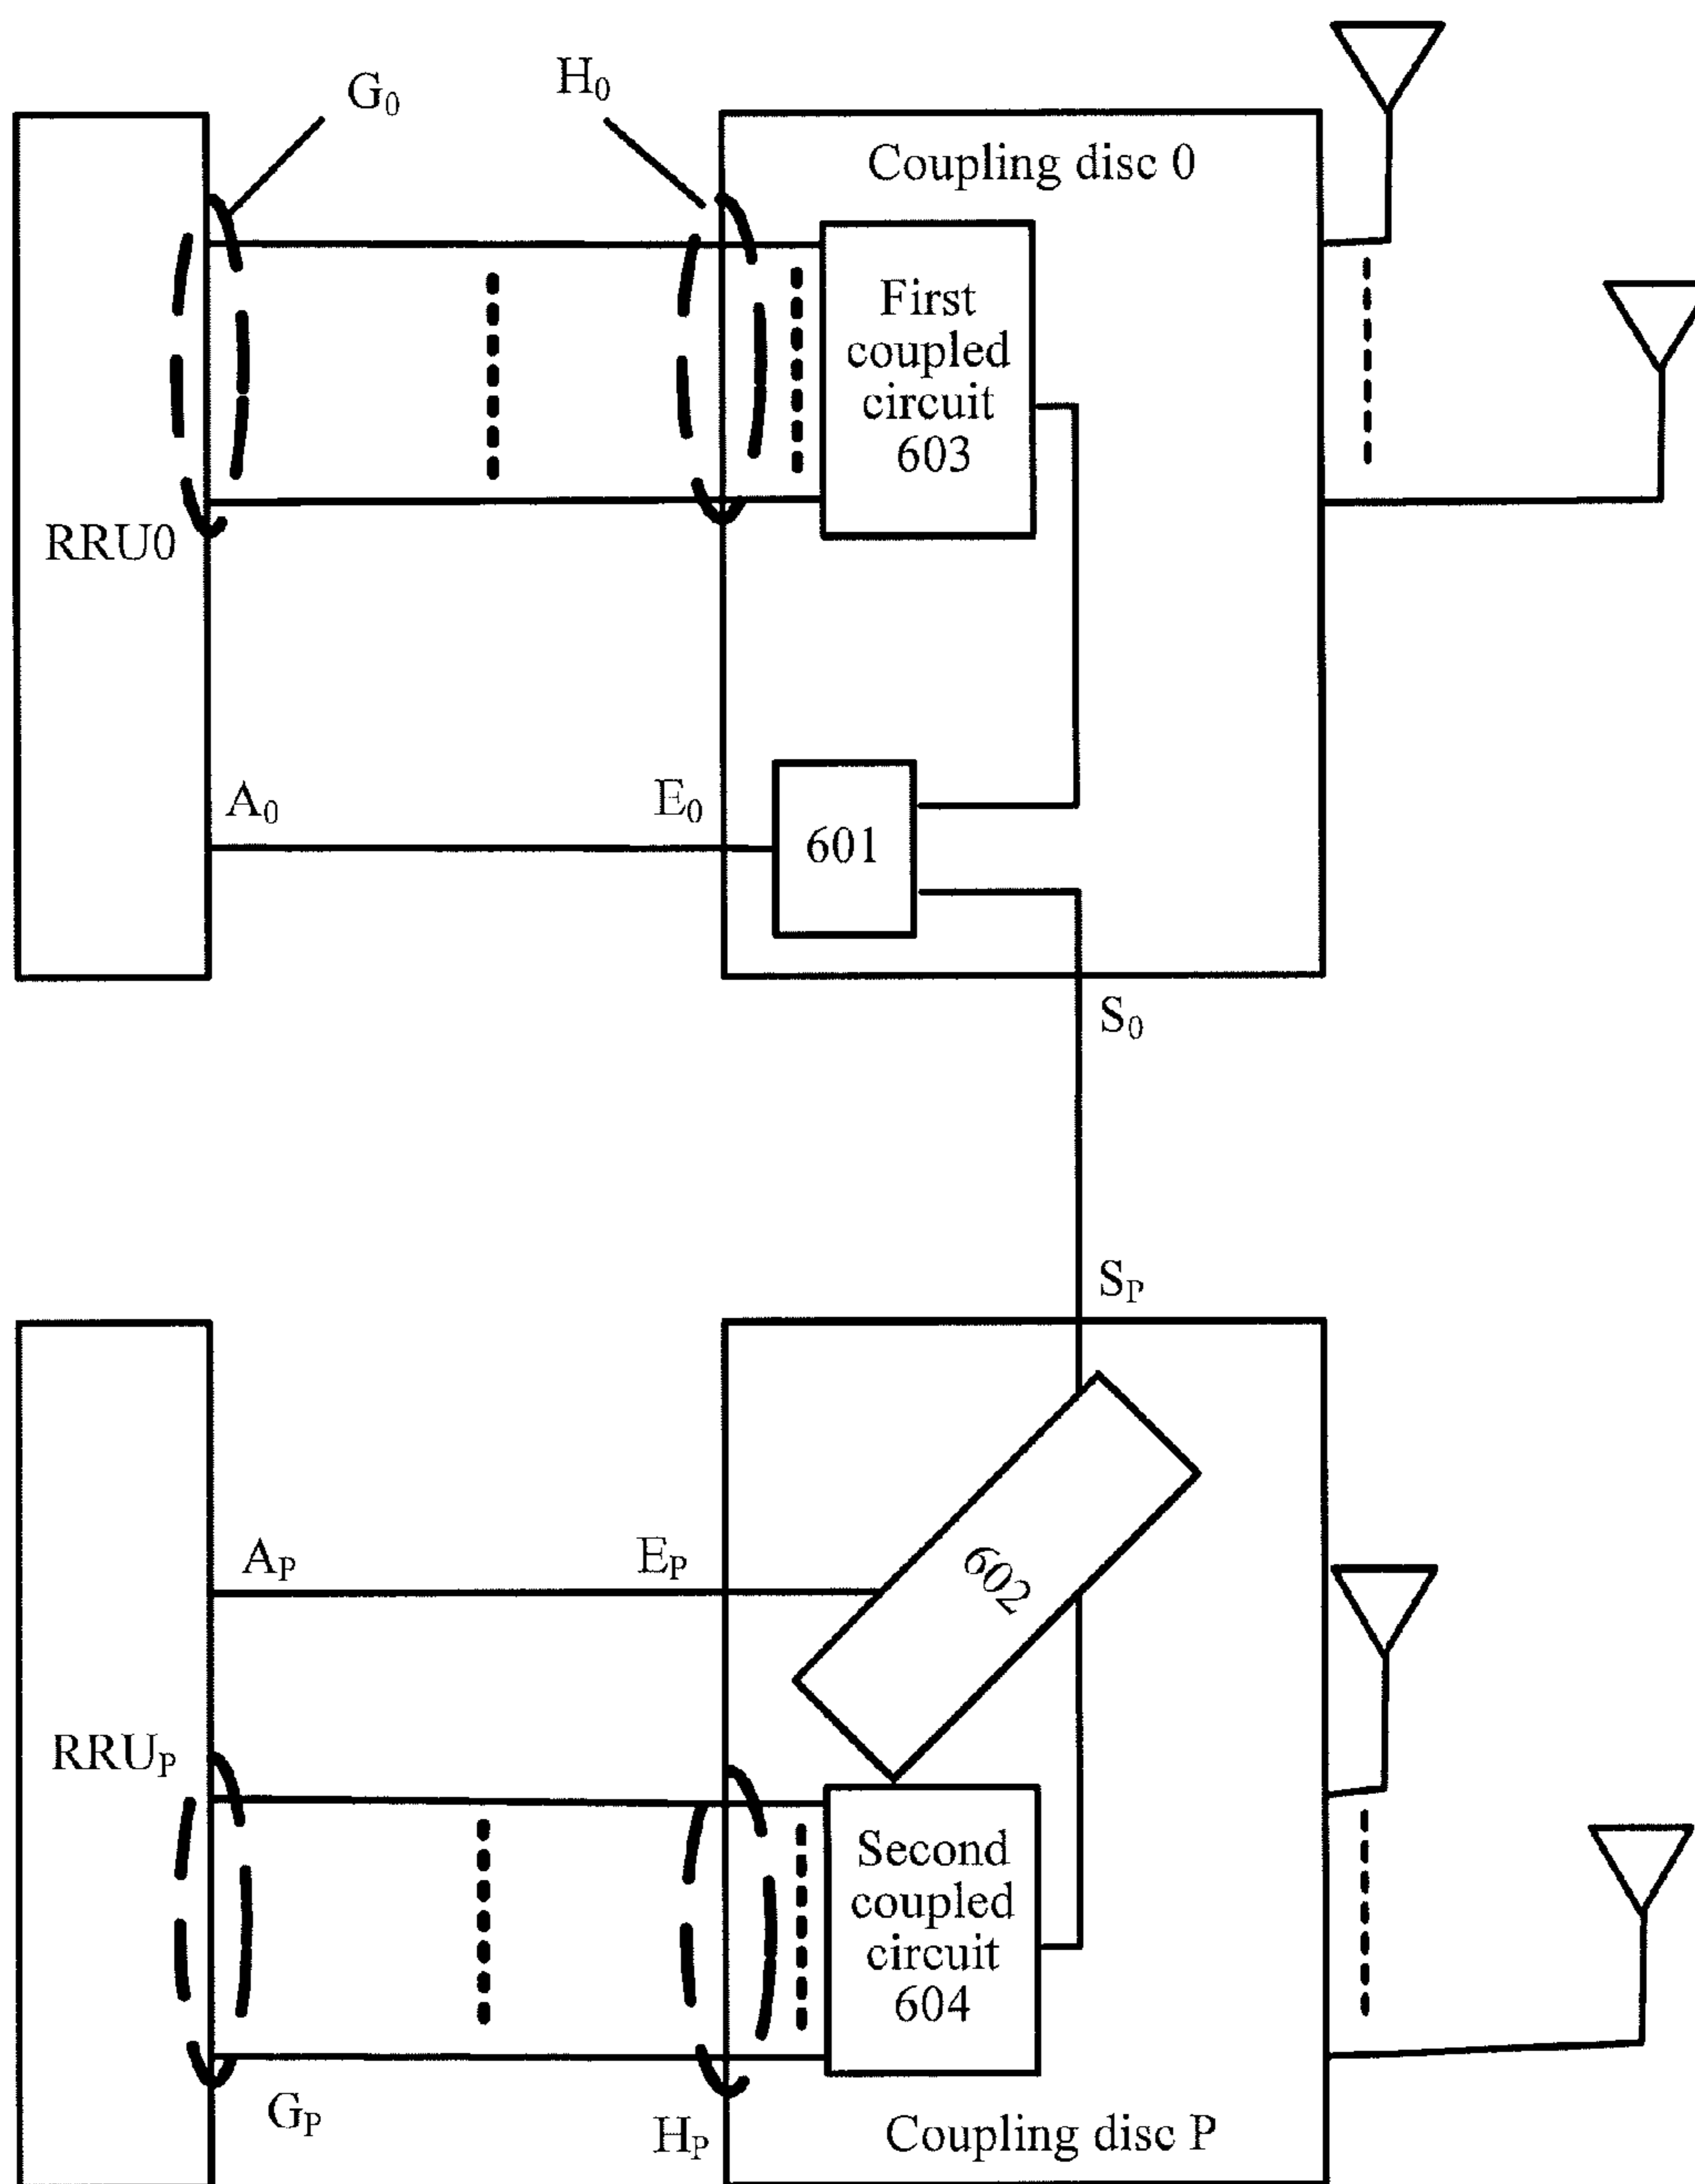 G₀
H₀
Coupling disc 0
First
coupled
circuit
603
RRU0
A₀
E₀
601
S₀
Sₚ
Aₚ
Eₚ
602
RRUₚ
Second
coupled
circuit
604
Gₚ
Hₚ
Coupling disc P